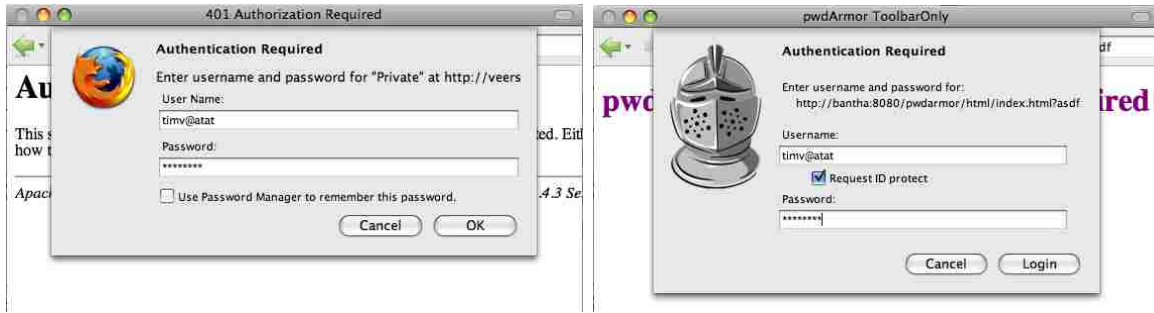 401 Authorization Required
Authentication Required
Enter username and password for "Private" at http://veers
User Name:
timv@atat
Password:
********
Use Password Manager to remember this password.
Cancel
OK
Au
This s
ted. Eith
how t
Apac
.4.3 Se
pwdArmor ToolbarOnly
df
Authentication Required
Enter username and password for:
http://bantha:8080/pwdarmor/html/index.html?asdf
pwd
ired
Username:
timv@atat
Request ID protect
Password:
********
Cancel
Login